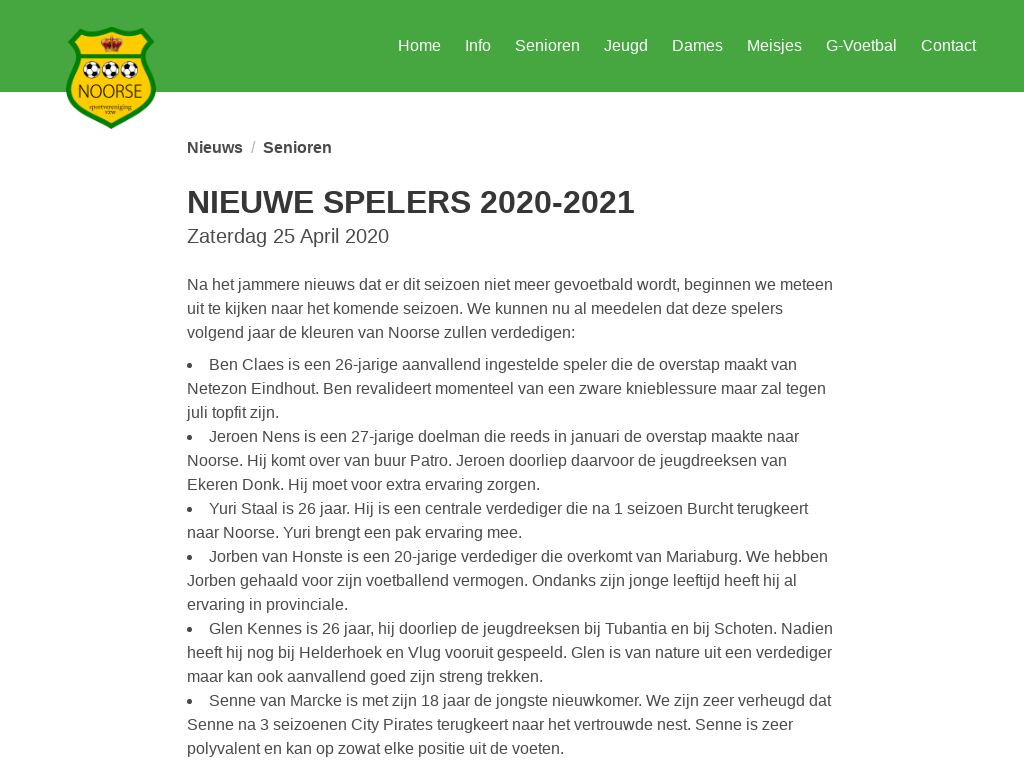 NOORSE
sportvereniging
vzw
Home Info Senioren Jeugd Dames Meisjes G-Voetbal Contact
Nieuws / Senioren
NIEUWE SPELERS 2020-2021
Zaterdag 25 April 2020
Na het jammere nieuws dat er dit seizoen niet meer gevoetbald wordt, beginnen we meteen
uit te kijken naar het komende seizoen. We kunnen nu al meedelen dat deze spelers
volgend jaar de kleuren van Noorse zullen verdedigen:
• Ben Claes is een 26-jarige aanvallend ingestelde speler die de overstap maakt van
Netezon Eindhout. Ben revalideert momenteel van een zware knieblessure maar zal tegen
juli topfit zijn.
• Jeroen Nens is een 27-jarige doelman die reeds in januari de overstap maakte naar
Noorse. Hij komt over van buur Patro. Jeroen doorliep daarvoor de jeugdreeksen van
Ekeren Donk. Hij moet voor extra ervaring zorgen.
• Yuri Staal is 26 jaar. Hij is een centrale verdediger die na 1 seizoen Burcht terugkeert
naar Noorse. Yuri brengt een pak ervaring mee.
• Jorben van Honste is een 20-jarige verdediger die overkomt van Mariaburg. We hebben
Jorben gehaald voor zijn voetballend vermogen. Ondanks zijn jonge leeftijd heeft hij al
ervaring in provinciale.
• Glen Kennes is 26 jaar, hij doorliep de jeugdreeksen bij Tubantia en bij Schoten. Nadien
heeft hij nog bij Helderhoek en Vlug vooruit gespeeld. Glen is van nature uit een verdediger
maar kan ook aanvallend goed zijn streng trekken.
• Senne van Marcke is met zijn 18 jaar de jongste nieuwkomer. We zijn zeer verheugd dat
Senne na 3 seizoenen City Pirates terugkeert naar het vertrouwde nest. Senne is zeer
polyvalent en kan op zowat elke positie uit de voeten.